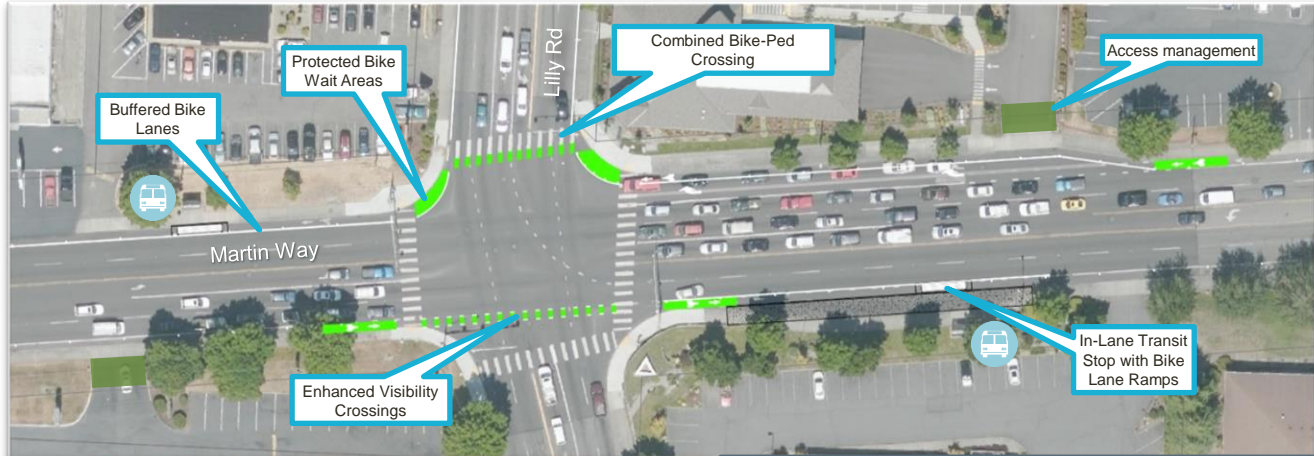 Lilly Rd
Combined Bike-Ped
Crossing
Access management
Protected Bike
Wait Areas
Buffered Bike
Lanes
Martin Way
In-Lane Transit
Stop with Bike
Lane Ramps
Enhanced Visibility
Crossings